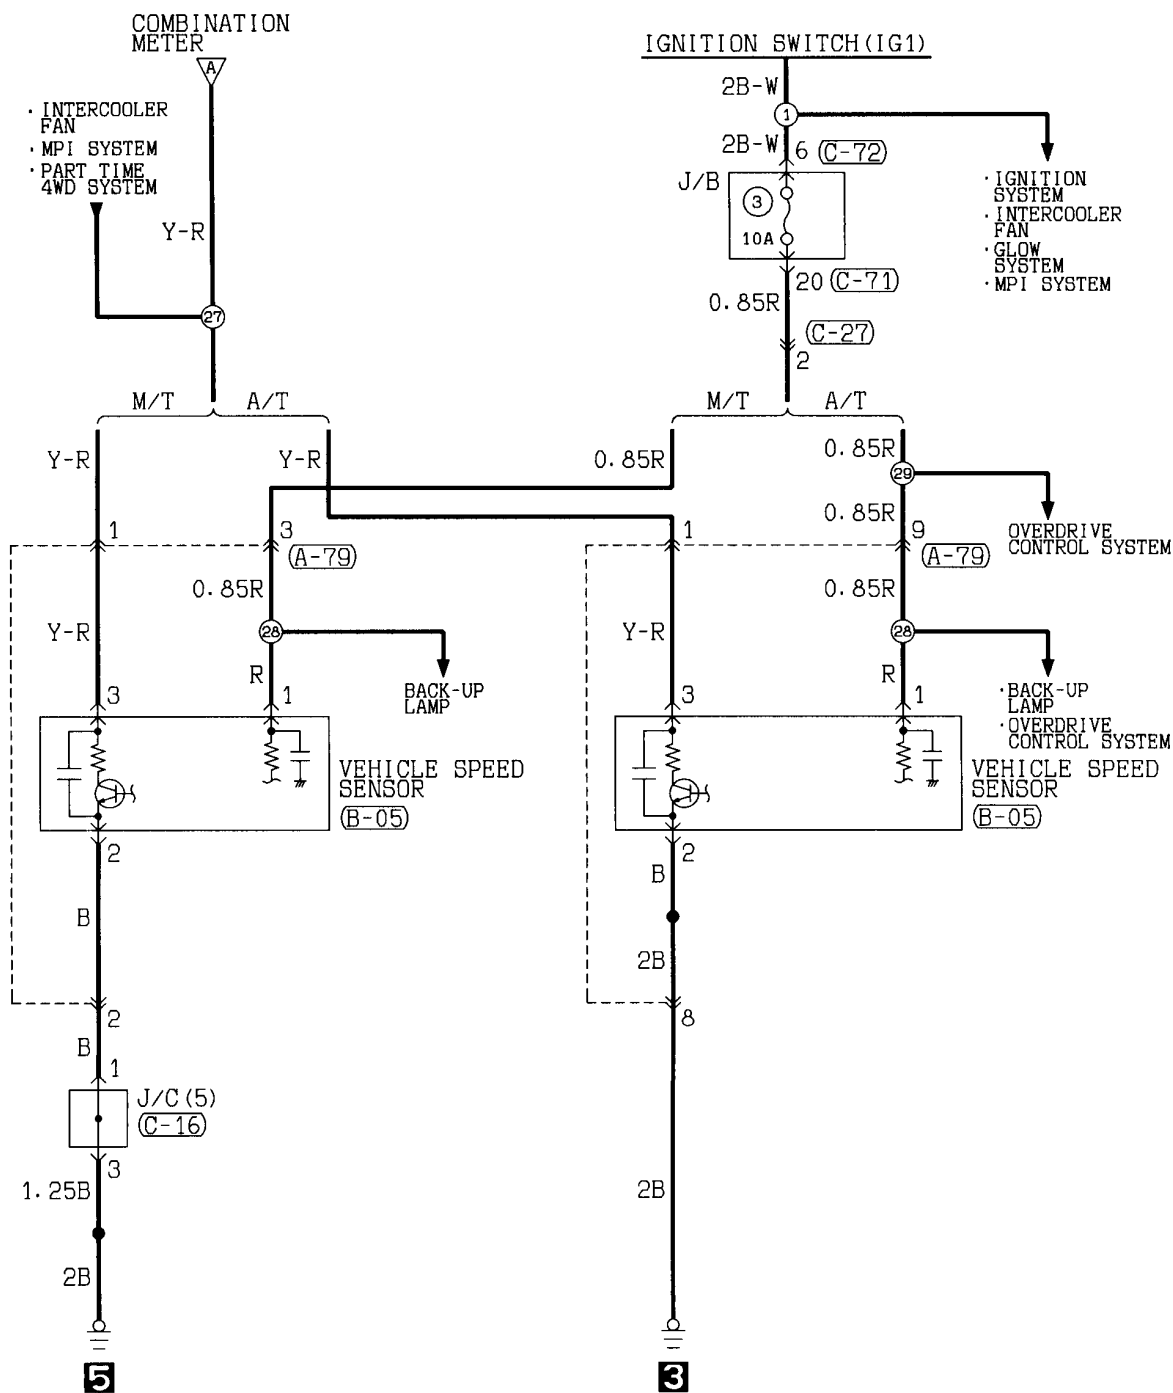 COMBINATION
METER
A
· INTERCOOLER
FAN
· MPI SYSTEM
· PART TIME
4WD SYSTEM
Y-R
27
M/T A/T
IGNITION SWITCH(IG1)
2B-W
1
2B-W
6 C-72
J/B
3
10A
20 C-71
0.85R
C-27
2
· IGNITION
SYSTEM
· INTERCOOLER
FAN
· GLOW
SYSTEM
· MPI SYSTEM
M/T A/T
Y-R
Y-R
0.85R
0.85R
29
0.85R
OVERDRIVE
CONTROL SYSTEM
1
3
A-79
1
9
A-79
0.85R
0.85R
Y-R
28
Y-R
28
R
BACK-UP
LAMP
R
· BACK-UP
LAMP
· OVERDRIVE
CONTROL SYSTEM
3
1
3
1
VEHICLE SPEED
SENSOR
B-05
VEHICLE SPEED
SENSOR
B-05
2
B
2
B
2B
2
8
B
1
J/C(5)
C-16
3
1.25B
2B
2B
5
3